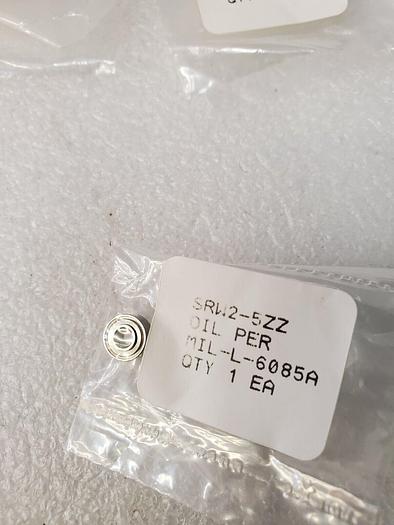 SRW2-5ZZ
OIL PER
MIL-L-6085A
QTY 1 EA